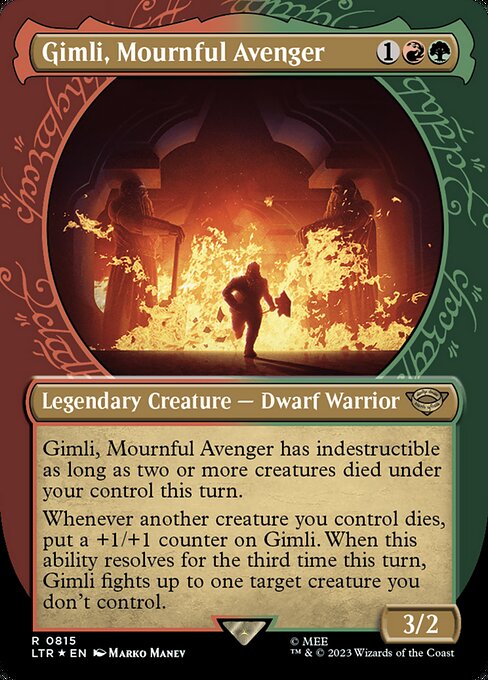 Gimli, Mournful Avenger 1
Legendary Creature — Dwarf Warrior
Gimli, Mournful Avenger has indestructible
as long as two or more creatures died under
your control this turn.
Whenever another creature you control dies,
put a +1/+1 counter on Gimli. When this
ability resolves for the third time this turn,
Gimli fights up to one target creature you
don't control.
3/2
R 0815
LTR ★ EN Marko Maney
© MEE
™ & © 2023 Wizards of the Coast